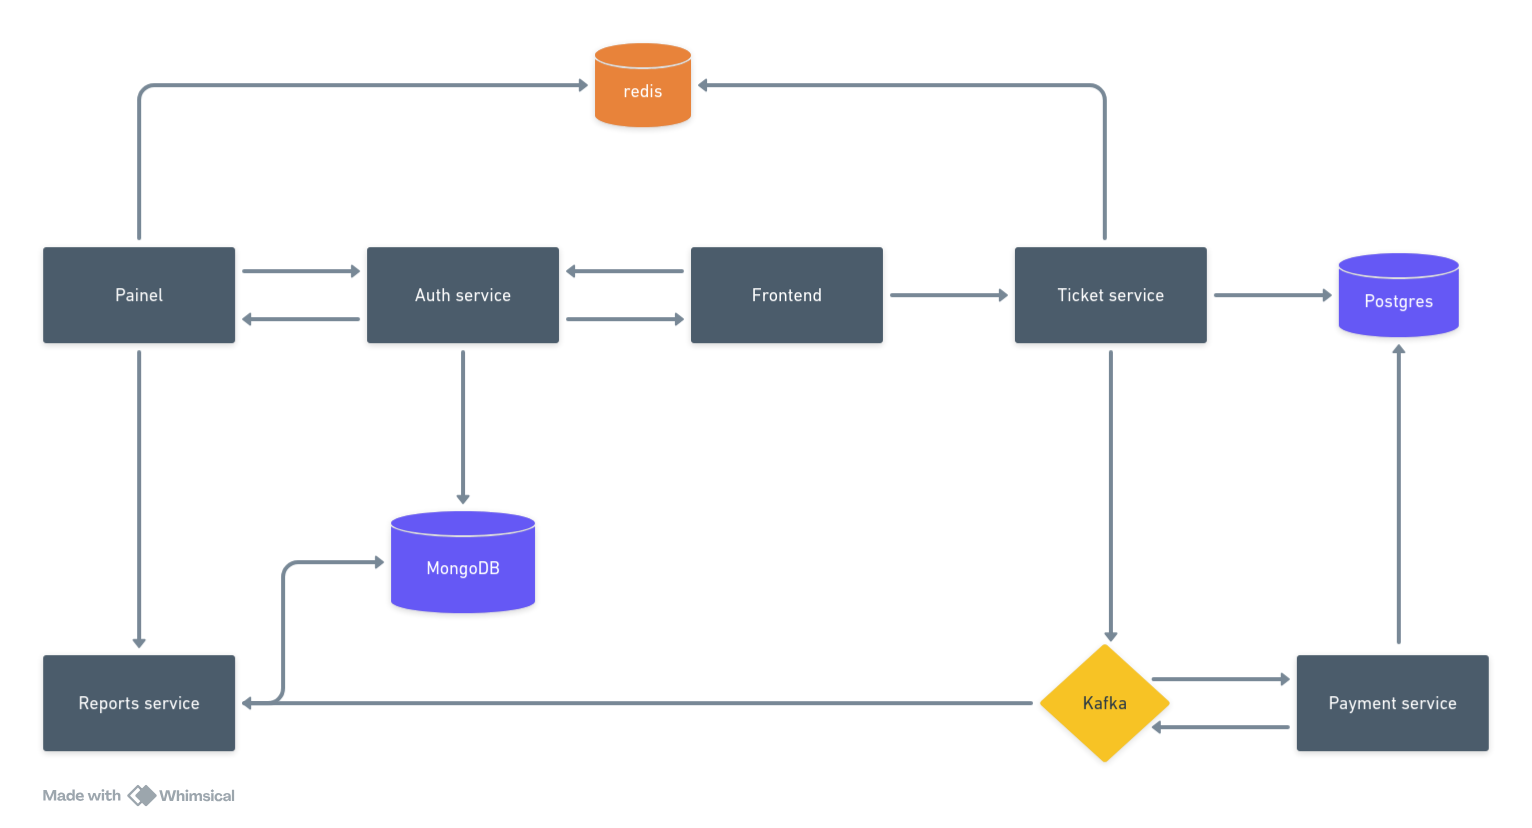 redis
Painel
Auth service
Frontend
Ticket service
Postgres
MongoDB
Reports service
Kafka
Payment service
Made with Whimsical